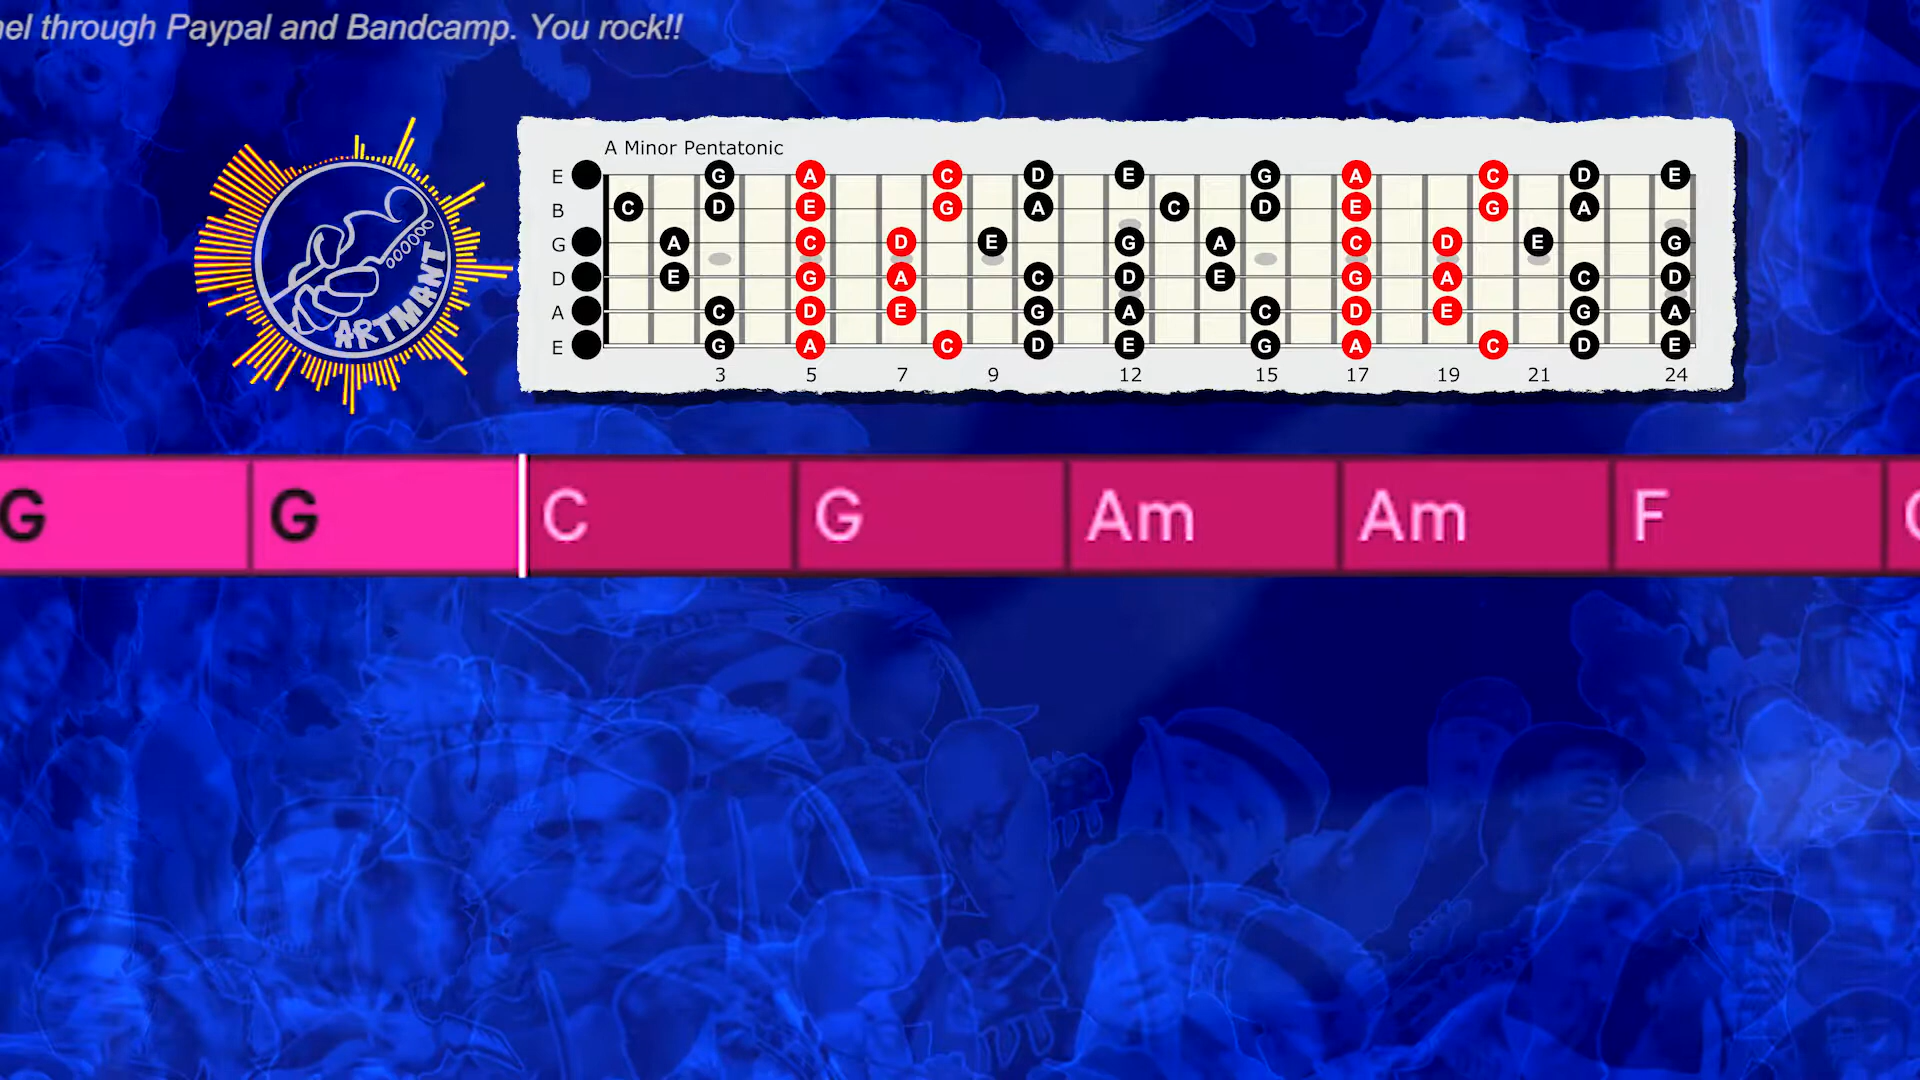 nel through Paypal and Bandcamp. You rock!!
ARTMANT
A Minor Pentatonic
E G A C D E G A C D E
B C D E G A C D E G A
G A C D E G A C D E G
D E G A C D E G A C D
A C D E G A C D E G A
E G A C D E G A C D E
3 5 7 9 12 15 17 19 21 24
G G C G Am Am F